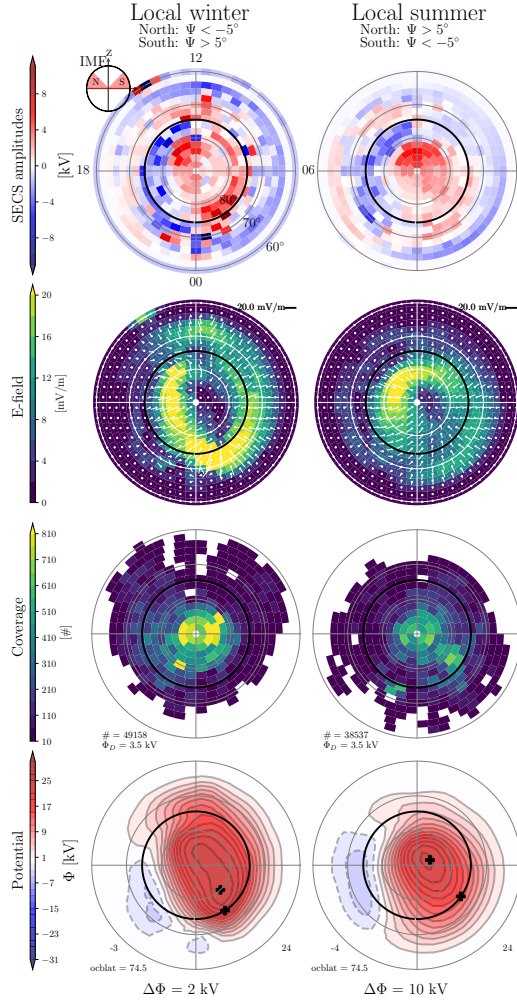 Local winter
North: Ψ < −5°
South: Ψ > 5°
Local summer
North: Ψ > 5°
South: Ψ < −5°
IMF
Z
N
S
12
18
06
00
80°
70°
60°
SECS amplitudes
[kV]
8
4
0
−4
−8
E-field
[mV/m]
20
16
12
8
4
0
20.0 mV/m
20.0 mV/m
Coverage
[#]
810
710
610
510
410
310
210
110
10
# = 49158
Φ_D = 3.5 kV
# = 38537
Φ_D = 3.5 kV
Potential
Φ [kV]
25
17
9
1
-7
-15
-23
-31
-3
24
ocblat = 74.5
-4
24
ocblat = 74.5
ΔΦ = 2 kV
ΔΦ = 10 kV